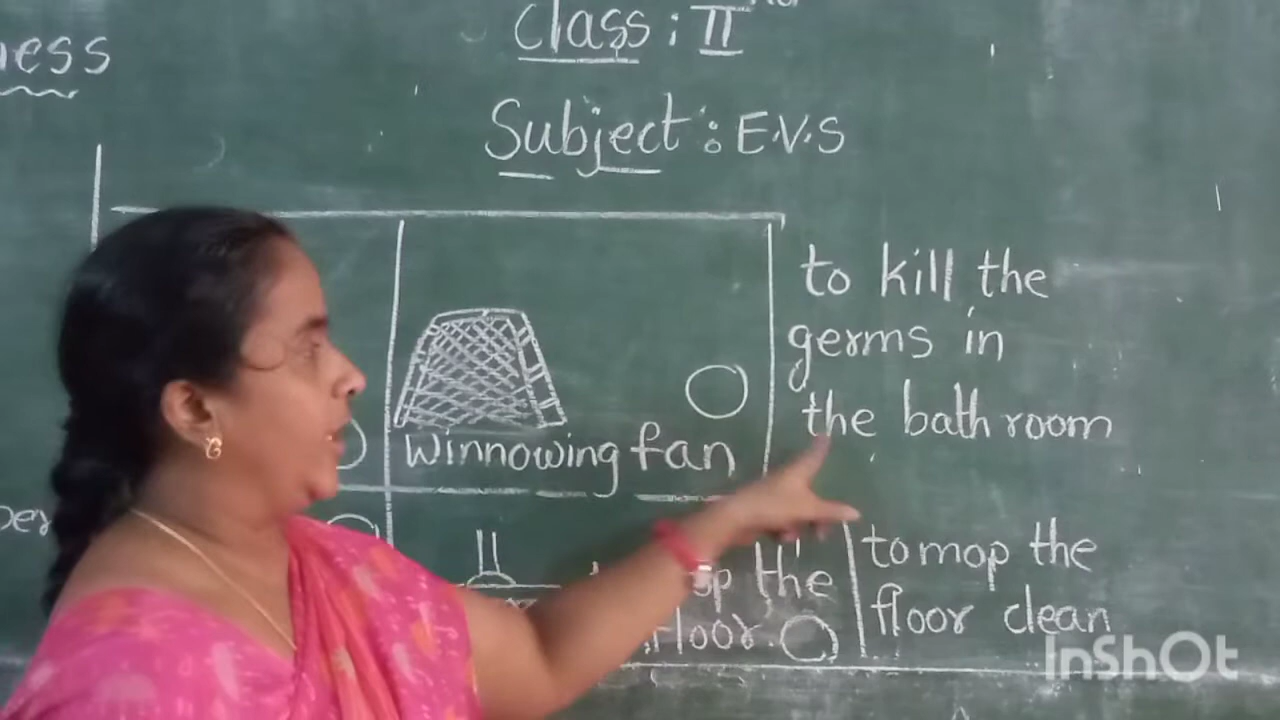 Class : II
Subject : E.V.S
to kill the
germs in
the bath room
Winnowing fan
the
floor.
to mop the
floor clean
InShOt